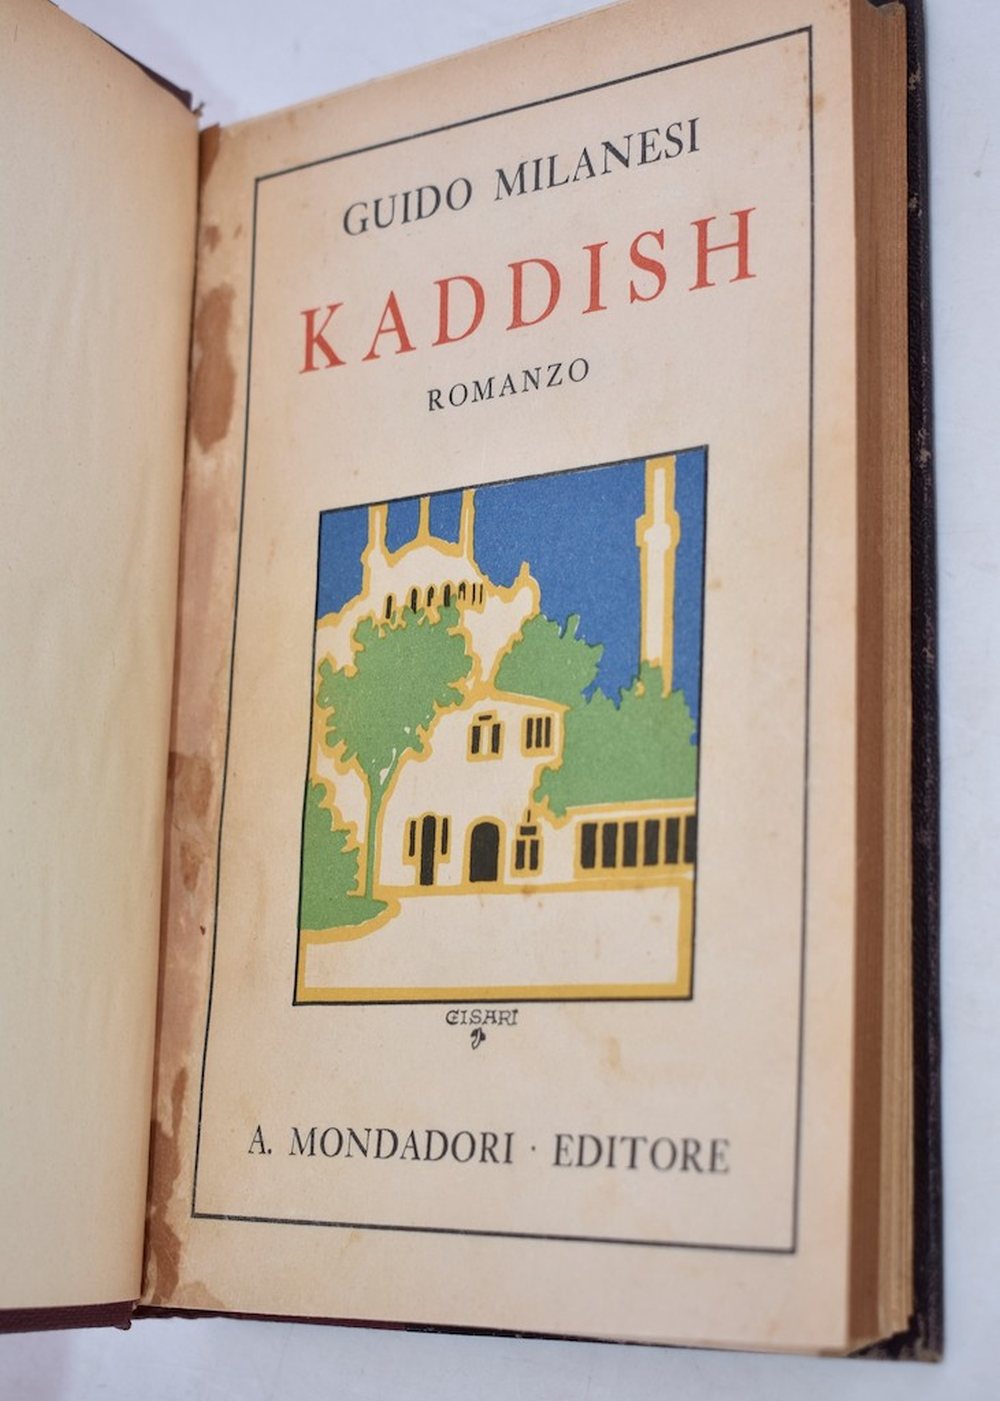 GUIDO MILANESI
KADDISH
ROMANZO
CISARI
A. MONDADORI · EDITORE